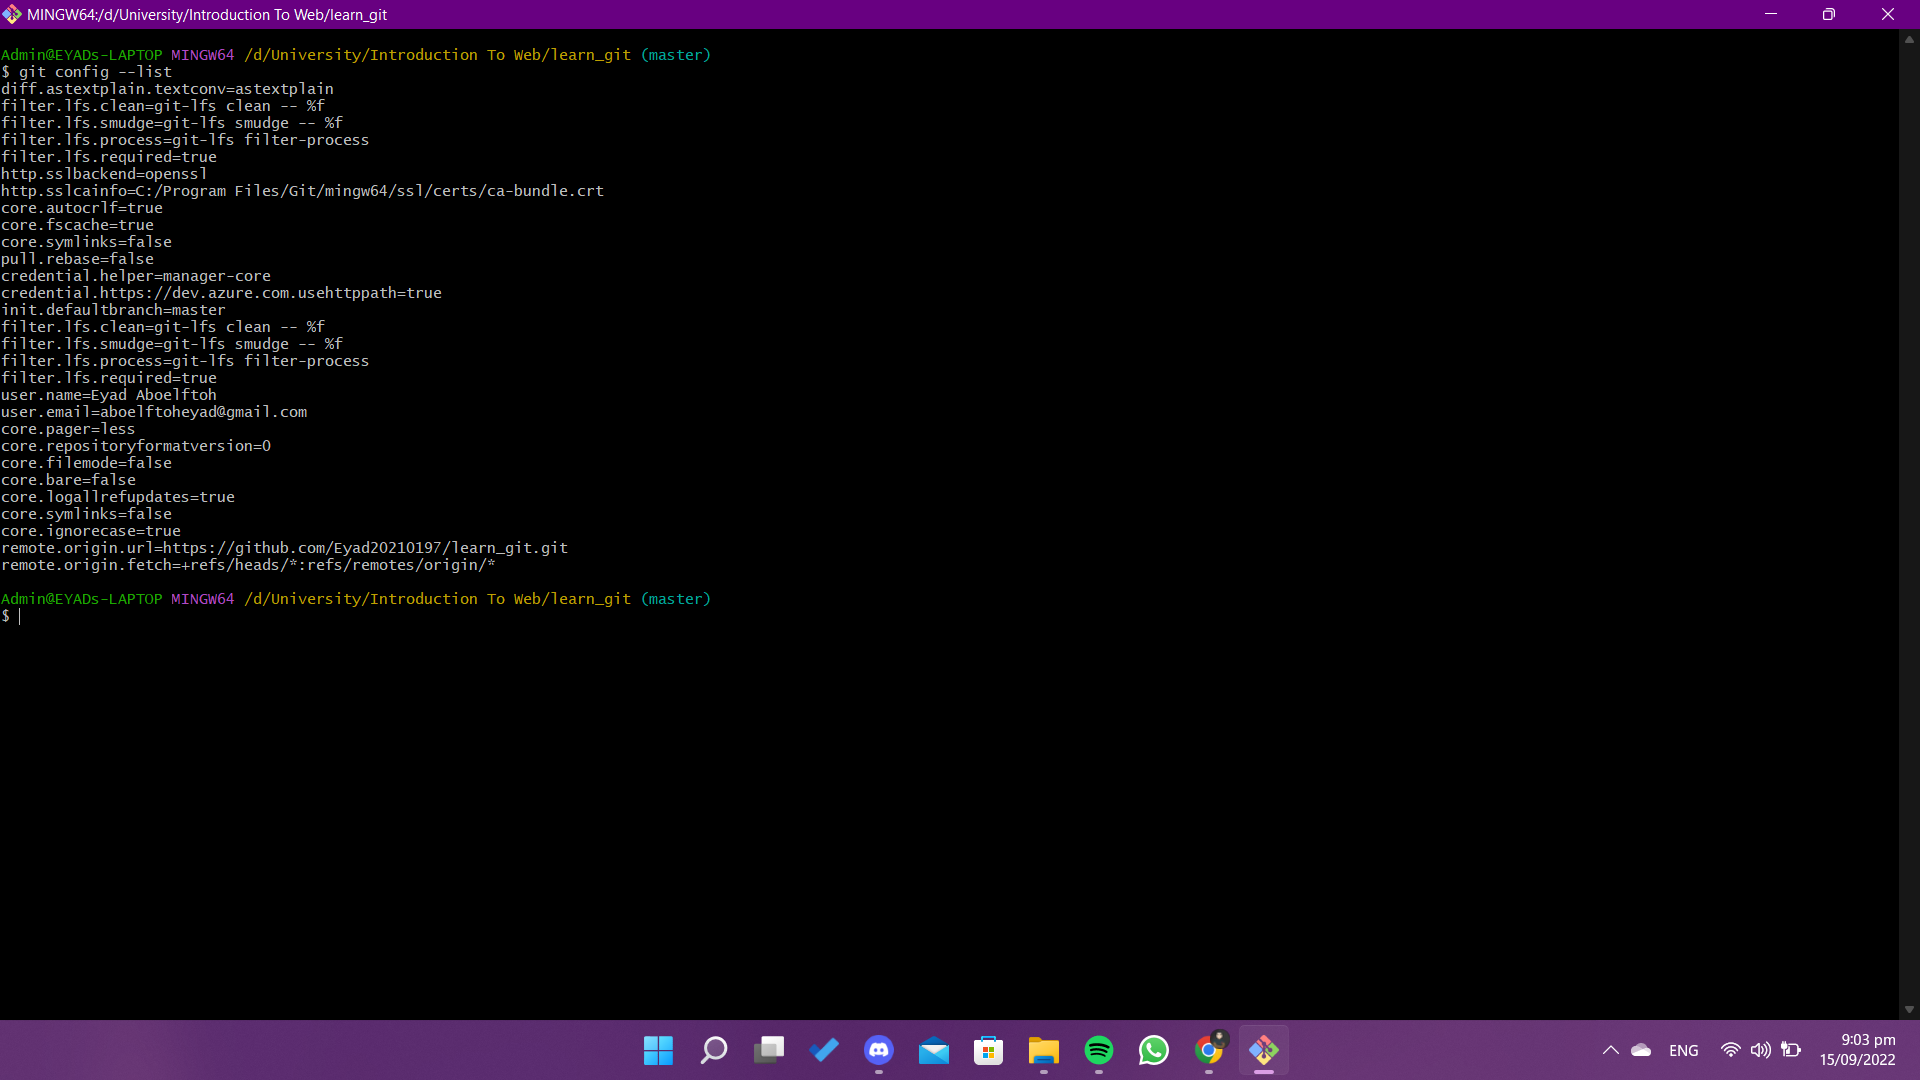 MINGW64:/d/University/Introduction To Web/learn_git
Admin@EYADs-LAPTOP MINGW64 /d/University/Introduction To Web/learn_git (master)
$ git config --list
diff.astextplain.textconv=astextplain
filter.lfs.clean=git-lfs clean -- %f
filter.lfs.smudge=git-lfs smudge -- %f
filter.lfs.process=git-lfs filter-process
filter.lfs.required=true
http.sslbackend=openssl
http.sslcainfo=C:/Program Files/Git/mingw64/ssl/certs/ca-bundle.crt
core.autocrlf=true
core.fscache=true
core.symlinks=false
pull.rebase=false
credential.helper=manager-core
credential.https://dev.azure.com.usehttppath=true
init.defaultbranch=master
filter.lfs.clean=git-lfs clean -- %f
filter.lfs.smudge=git-lfs smudge -- %f
filter.lfs.process=git-lfs filter-process
filter.lfs.required=true
user.name=Eyad Aboelftoh
user.email=aboelftoheyad@gmail.com
core.pager=less
core.repositoryformatversion=0
core.filemode=false
core.bare=false
core.logallrefupdates=true
core.symlinks=false
core.ignorecase=true
remote.origin.url=https://github.com/Eyad20210197/learn_git.git
remote.origin.fetch=+refs/heads/*:refs/remotes/origin/*
Admin@EYADs-LAPTOP MINGW64 /d/University/Introduction To Web/learn_git (master)
$
ENG
9:03 pm
15/09/2022